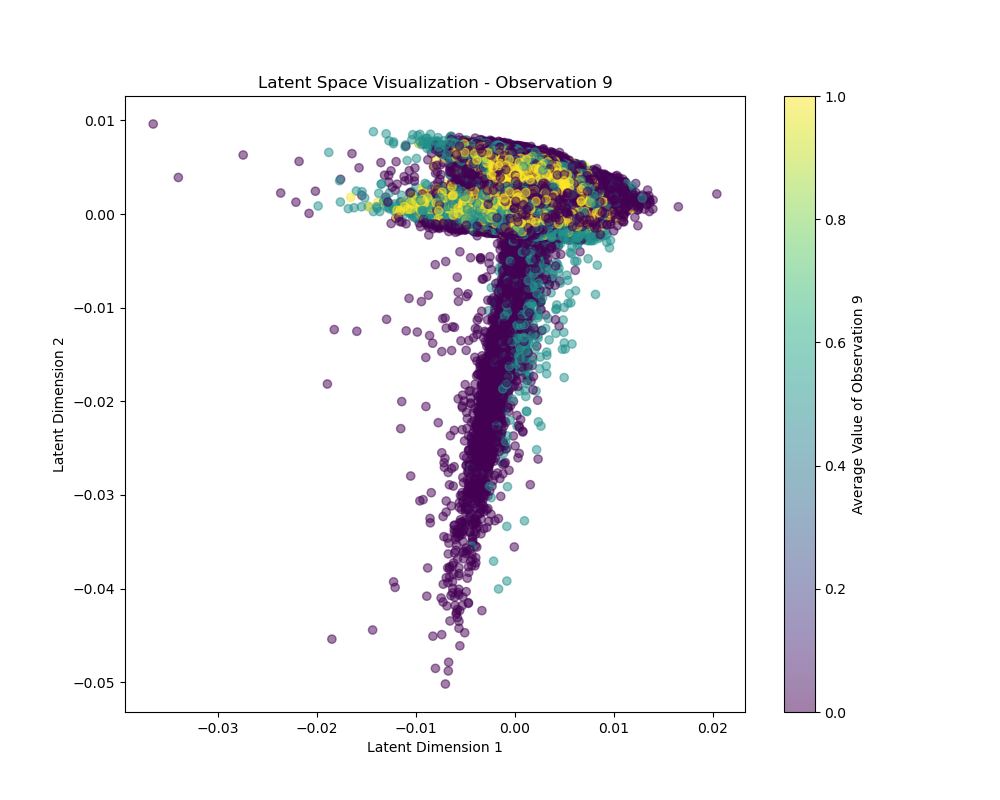 Latent Space Visualization - Observation 9
0.01
0.00
−0.01
−0.02
−0.03
−0.04
−0.05
Latent Dimension 2
−0.03 −0.02 −0.01 0.00 0.01 0.02
Latent Dimension 1
1.0
0.8
0.6
0.4
0.2
0.0
Average Value of Observation 9